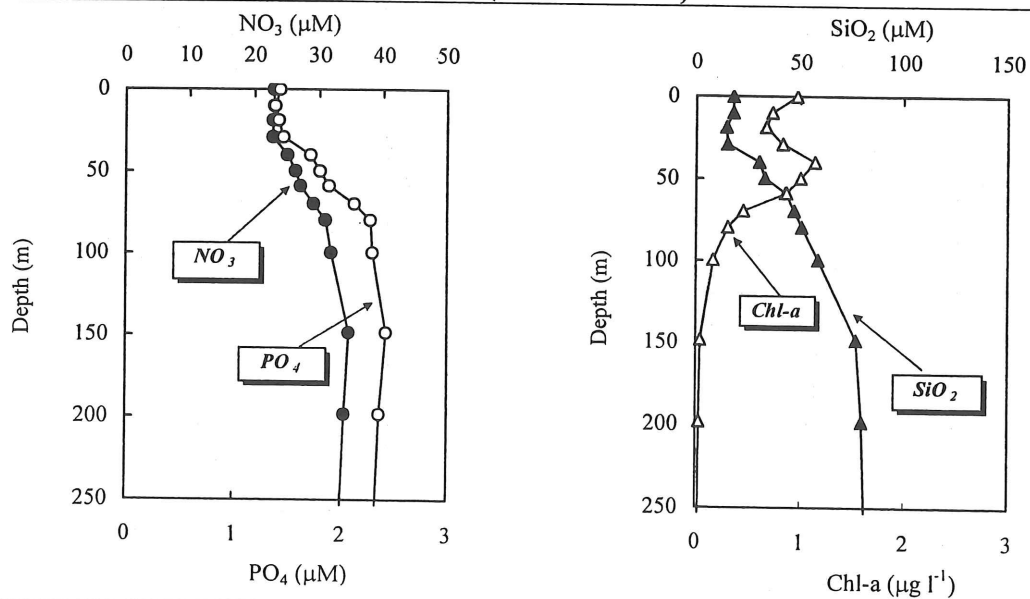 NO3 (μM)
0 10 20 30 40 50
0
50
100
150
200
250
Depth (m)
NO3
PO4
0 1 2 3
PO4 (μM)
SiO2 (μM)
0 50 100 150
0
50
100
150
200
250
Depth (m)
Chl-a
SiO2
0 1 2 3
Chl-a (μg l-1)